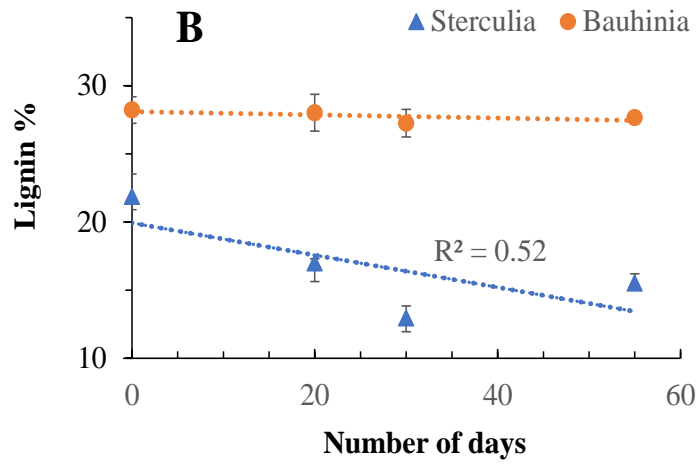 B
Sterculia Bauhinia
30
20
10
Lignin %
R² = 0.52
0 20 40 60
Number of days